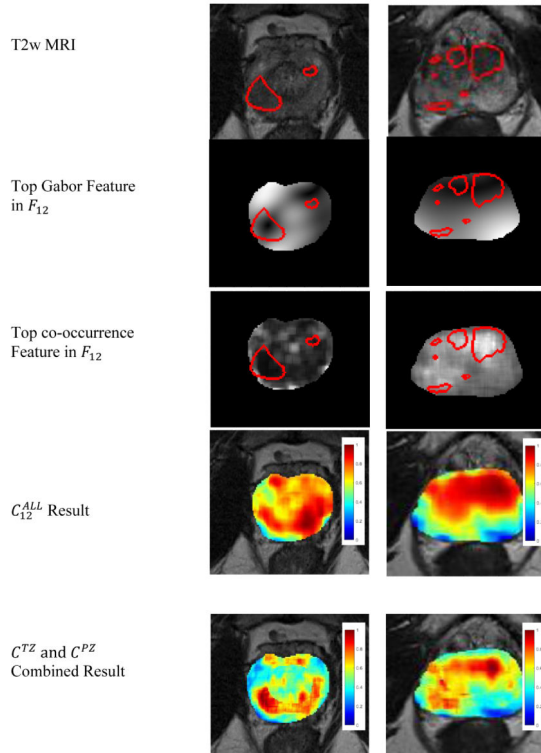 T2w MRI
Top Gabor Feature
in F₁₂
Top co-occurrence
Feature in F₁₂
C₁₂ᴬᴸᴸ Result
Cᵀᶻ and Cᴾᶻ
Combined Result